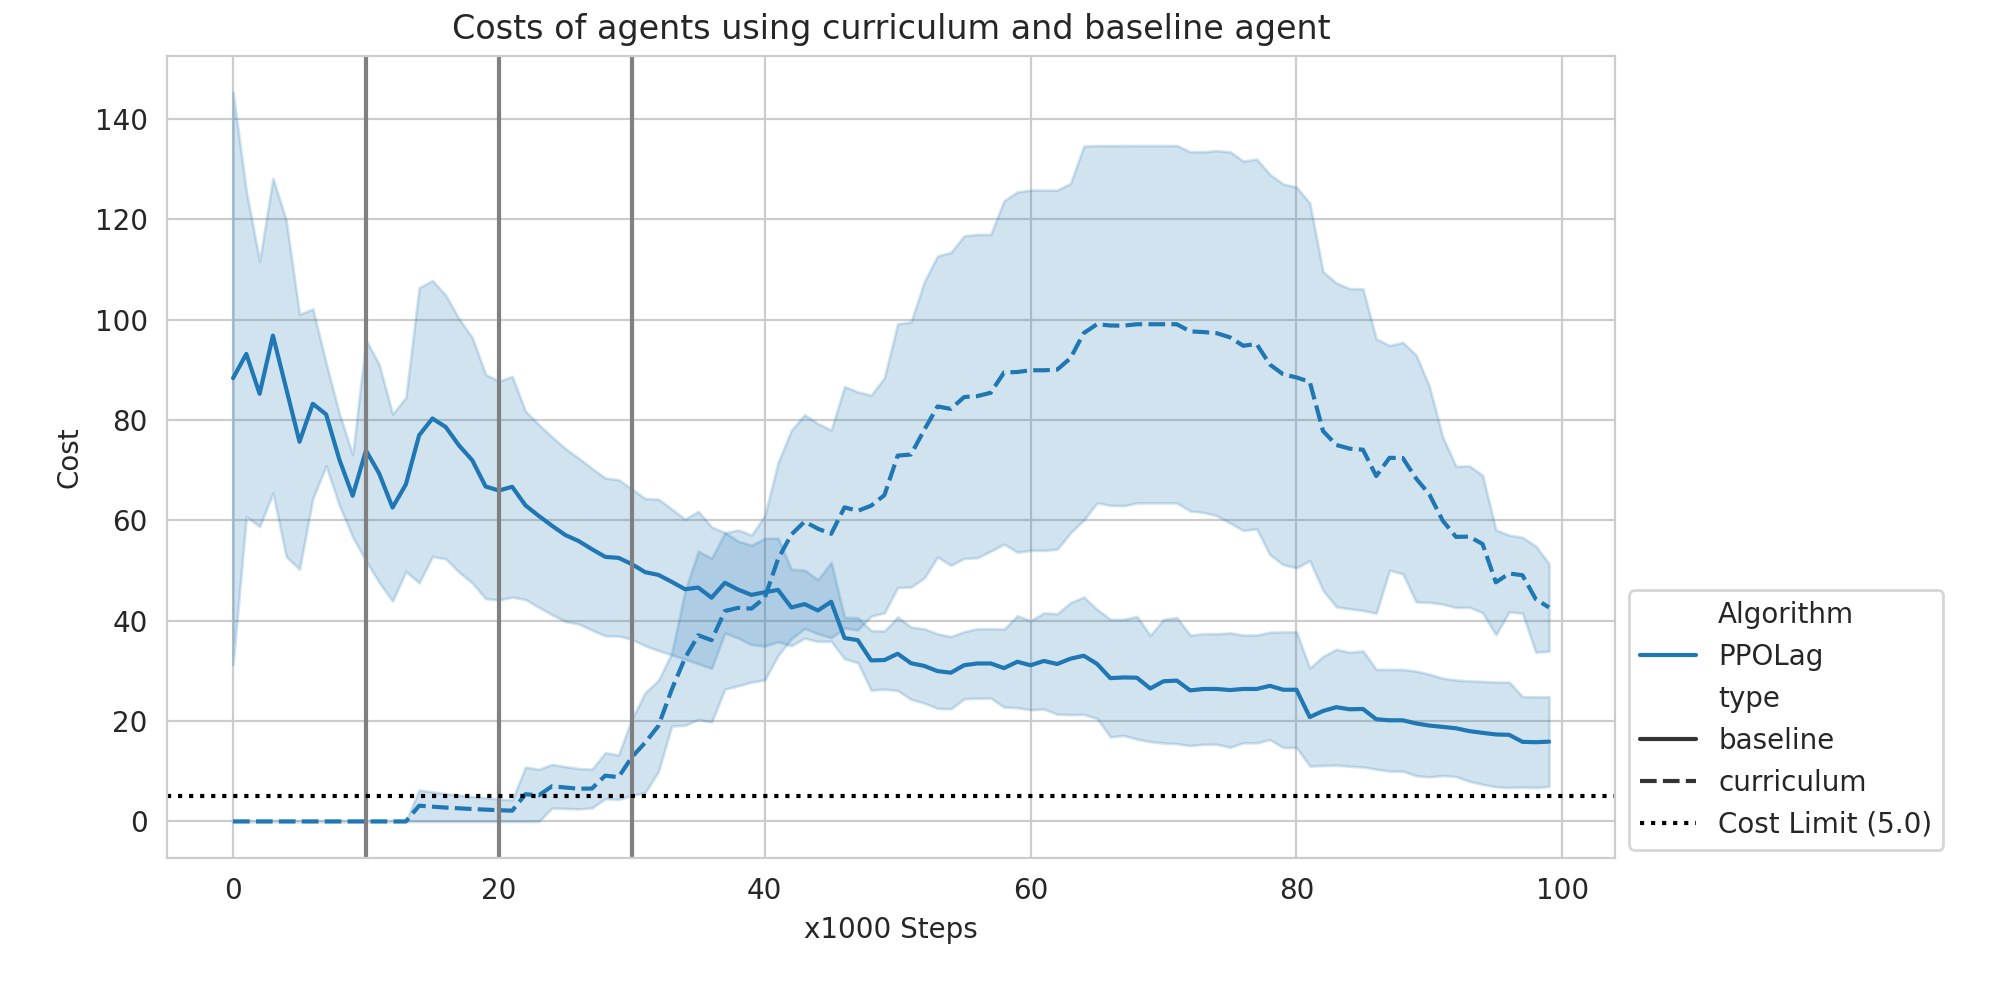 Costs of agents using curriculum and baseline agent
140
120
100
80
60
40
20
0
Cost
0 20 40 60 80 100
x1000 Steps
Algorithm
PPOLag
type
baseline
curriculum
Cost Limit (5.0)